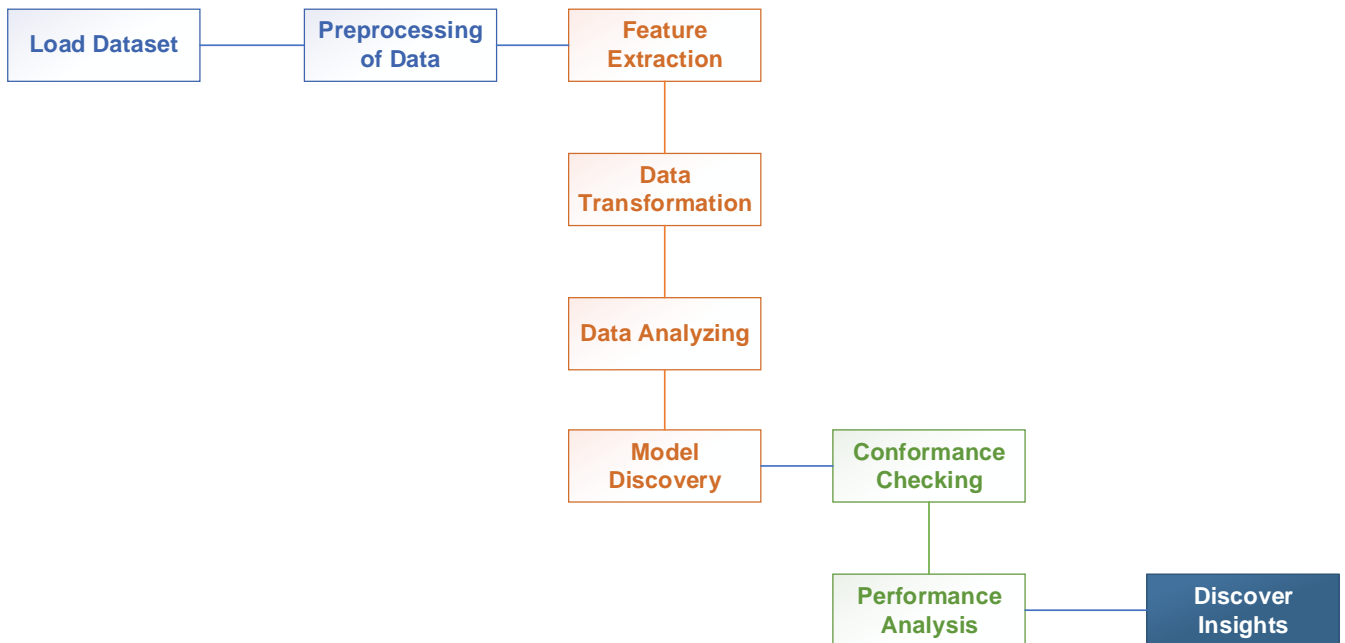 Load Dataset
Preprocessing
of Data
Feature
Extraction
Data
Transformation
Data Analyzing
Model
Discovery
Conformance
Checking
Performance
Analysis
Discover
Insights